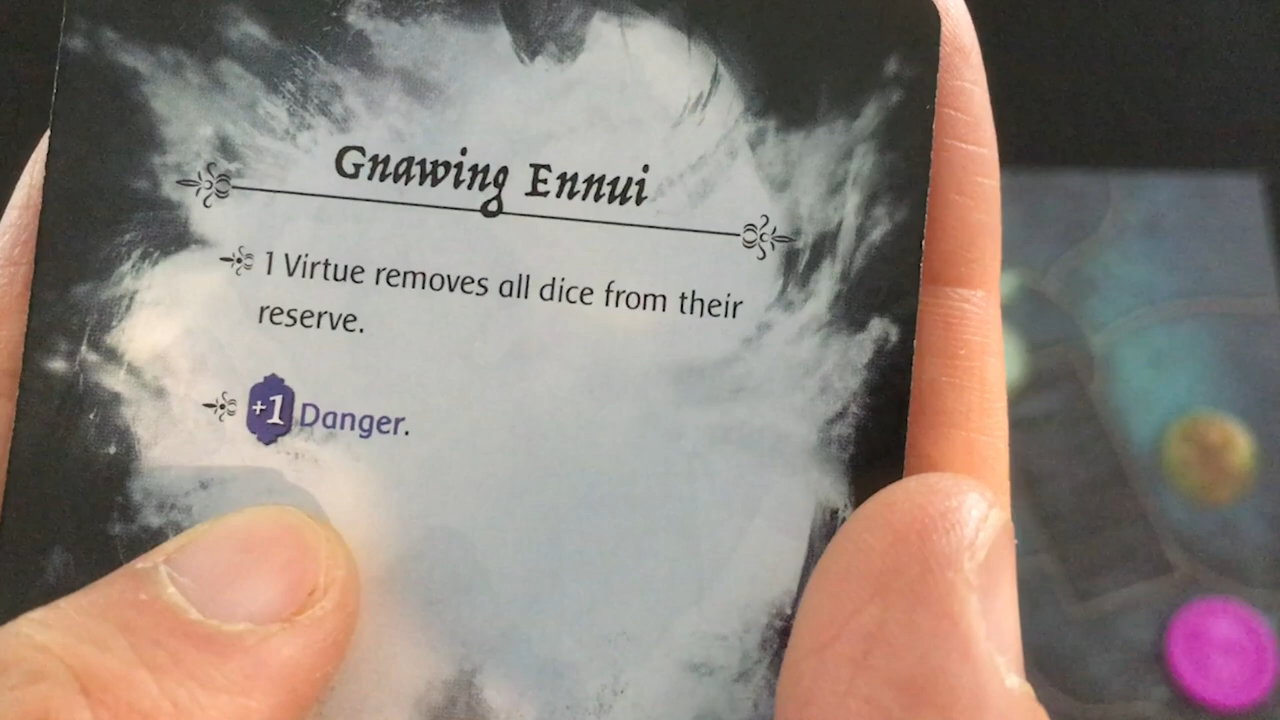 Gnawing Ennui
1 Virtue removes all dice from their
reserve.
+1 Danger.